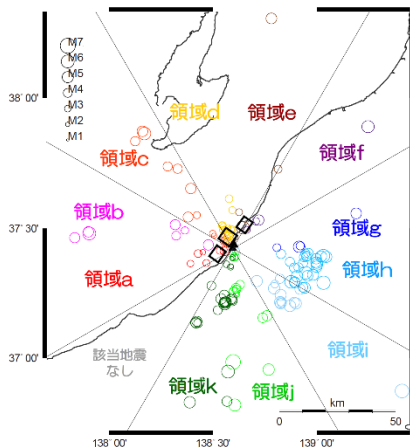 M7
M6
M5
M4
M3
M2
M1
38˚00'
37˚30'
37˚00'
領域d
領域e
領域c
領域f
領域b
領域g
領域h
領域a
領域i
該当地震
なし
領域k
領域j
km
0
50
138˚00'
138˚30'
139˚00'